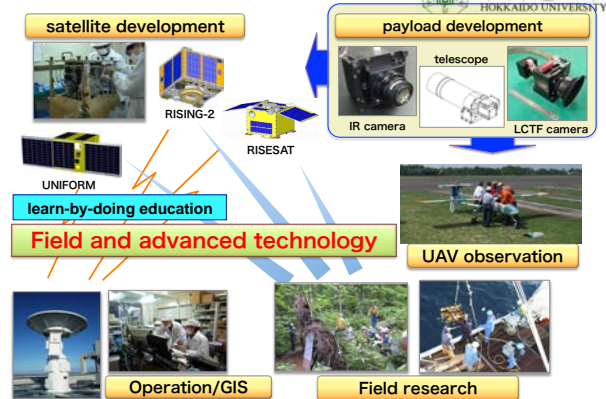 HOKKAIDO UNIVERSITY
satellite development
payload development
telescope
IR camera
LCTF camera
RISING-2
RISESAT
UNIFORM
learn-by-doing education
Field and advanced technology
UAV observation
Operation/GIS
Field research